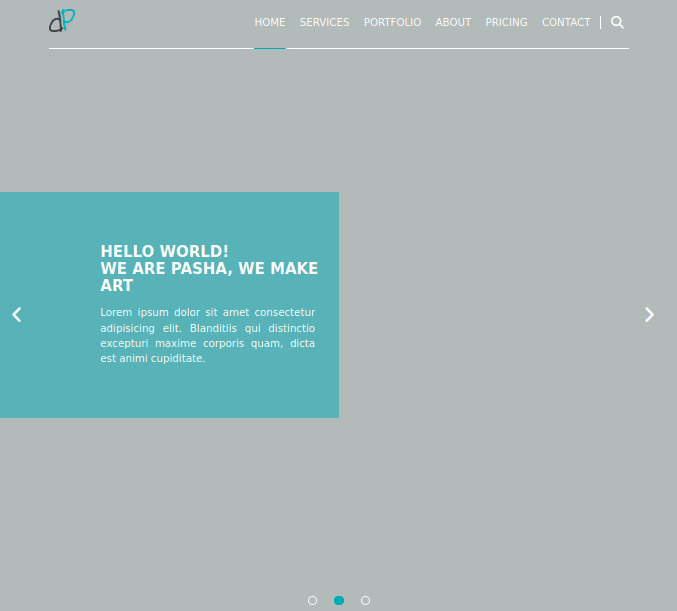 dP
HOME SERVICES PORTFOLIO ABOUT PRICING CONTACT
HELLO WORLD!
WE ARE PASHA, WE MAKE
ART
Lorem ipsum dolor sit amet consectetur
adipisicing elit. Blanditiis qui distinctio
excepturi maxime corporis quam, dicta
est animi cupiditate.